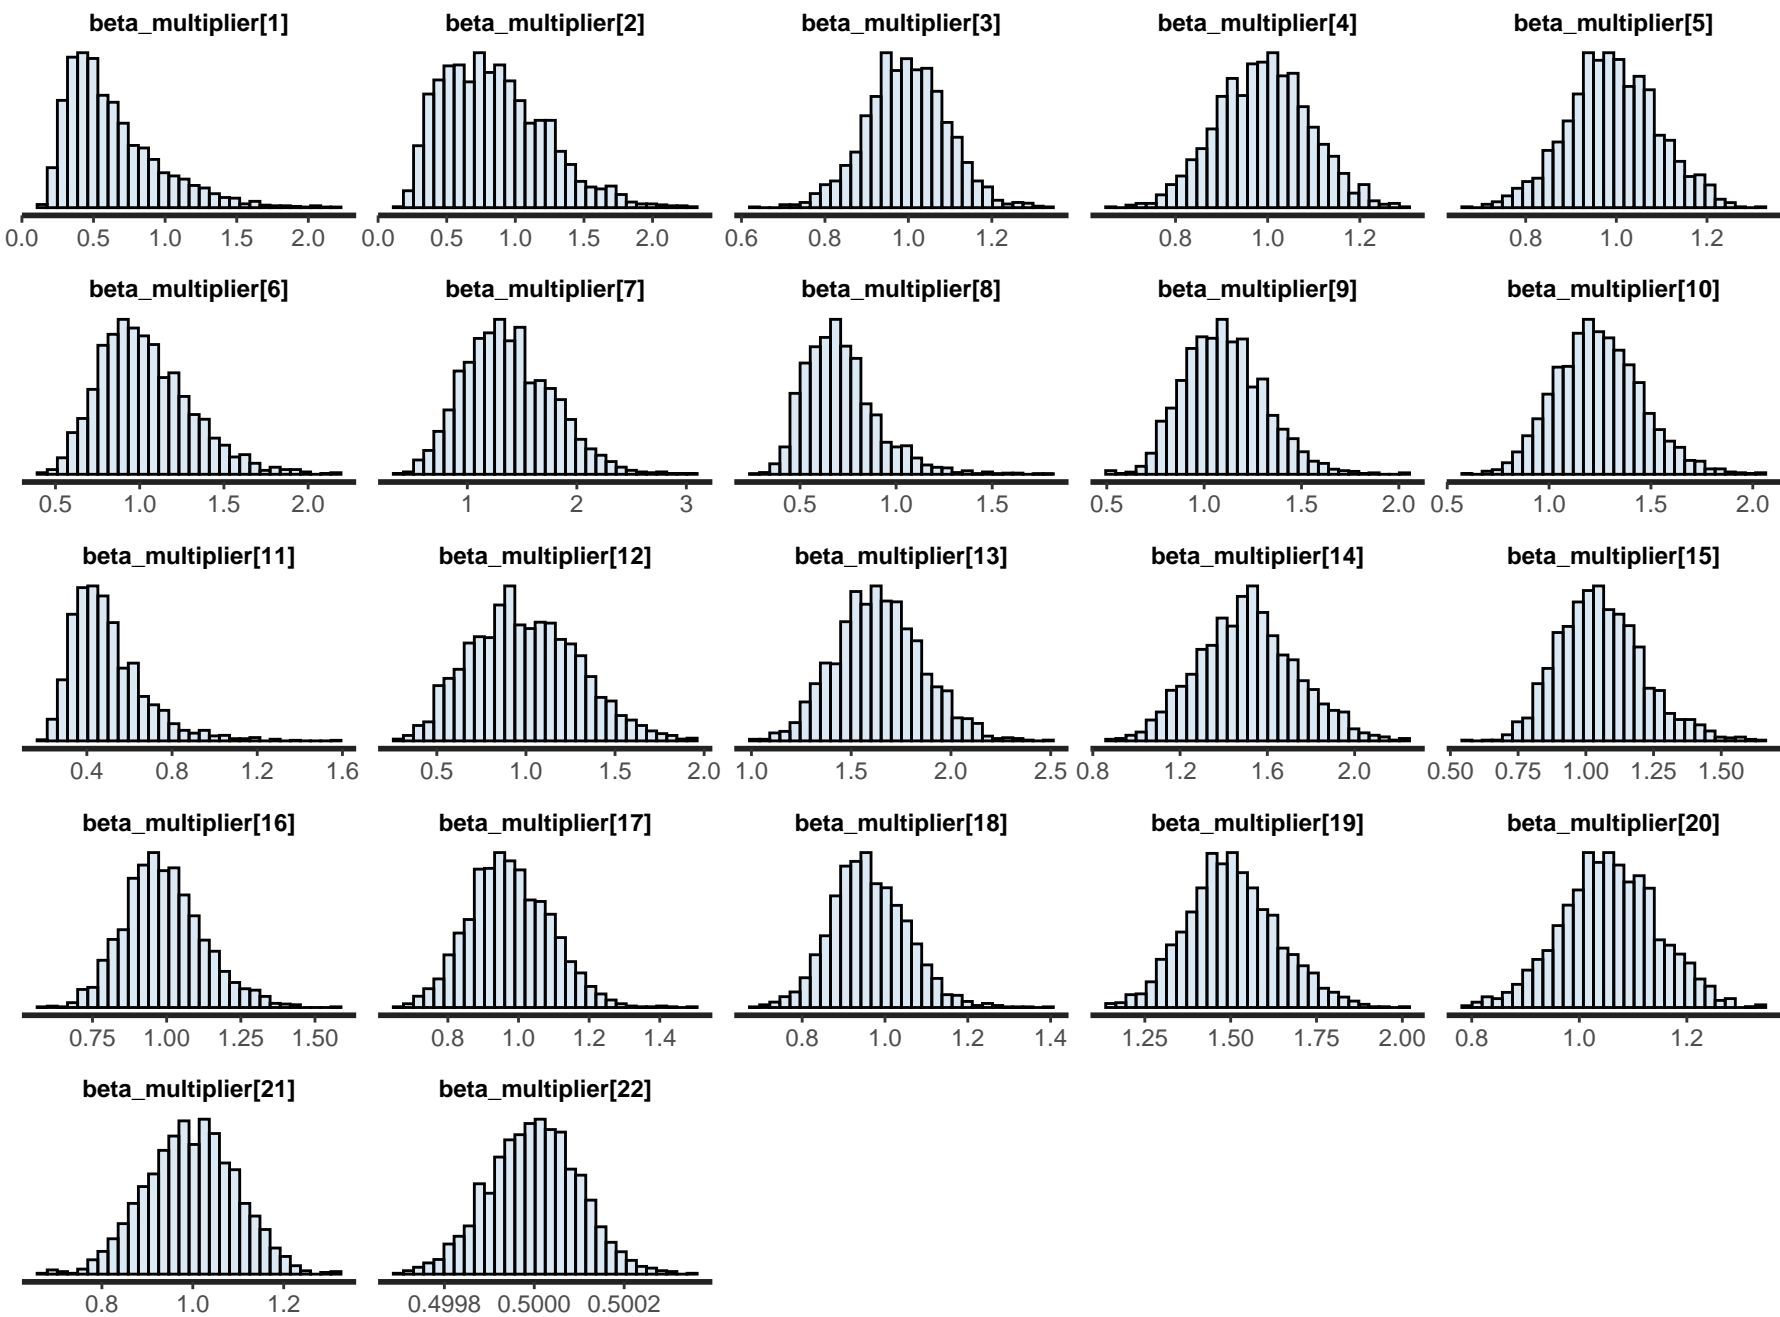 beta_multiplier[1] beta_multiplier[2] beta_multiplier[3] beta_multiplier[4] beta_multiplier[5]
0.0 0.5 1.0 1.5 2.0 0.0 0.5 1.0 1.5 2.0 0.6 0.8 1.0 1.2 0.8 1.0 1.2 0.8 1.0 1.2
beta_multiplier[6] beta_multiplier[7] beta_multiplier[8] beta_multiplier[9] beta_multiplier[10]
0.5 1.0 1.5 2.0 1 2 3 0.5 1.0 1.5 0.5 1.0 1.5 2.0 0.5 1.0 1.5 2.0
beta_multiplier[11] beta_multiplier[12] beta_multiplier[13] beta_multiplier[14] beta_multiplier[15]
0.4 0.8 1.2 1.6 0.5 1.0 1.5 2.0 1.0 1.5 2.0 2.5 0.8 1.2 1.6 2.0 0.50 0.75 1.00 1.25 1.50
beta_multiplier[16] beta_multiplier[17] beta_multiplier[18] beta_multiplier[19] beta_multiplier[20]
0.75 1.00 1.25 1.50 0.8 1.0 1.2 1.4 0.8 1.0 1.2 1.4 1.25 1.50 1.75 2.00 0.8 1.0 1.2
beta_multiplier[21] beta_multiplier[22]
0.8 1.0 1.2 0.4998 0.5000 0.5002